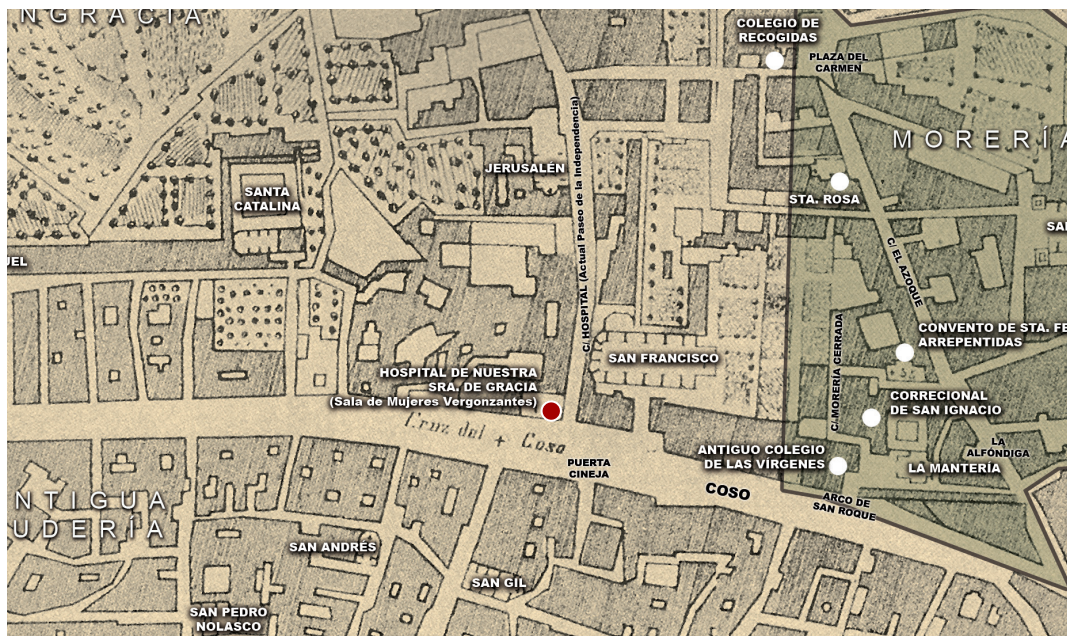 NGRACIA
COLEGIO DE
RECOGIDAS
PLAZA DEL
CARMEN
MORERÍA
JERUSALÉN
SANTA
CATALINA
STA. ROSA
SAN
UEL
C/ HOSPITAL (Actual Paseo de la Independencia)
C/ EL AZOQUE
C/.MORERÍA CERRADA
CONVENTO DE STA. FE
ARREPENTIDAS
SAN FRANCISCO
HOSPITAL DE NUESTRA
SRA. DE GRACIA
(Sala de Mujeres Vergonzantes)
CORRECIONAL
DE SAN IGNACIO
Cruz del + Coso
ANTIGUO COLEGIO
DE LAS VÍRGENES
LA
ALFÓNDIGA
LA MANTERÍA
PUERTA
CINEJA
COSO
ARCO DE
SAN ROQUE
NTIGUA
UDERÍA
SAN ANDRÉS
SAN GIL
SAN PEDRO
NOLASCO